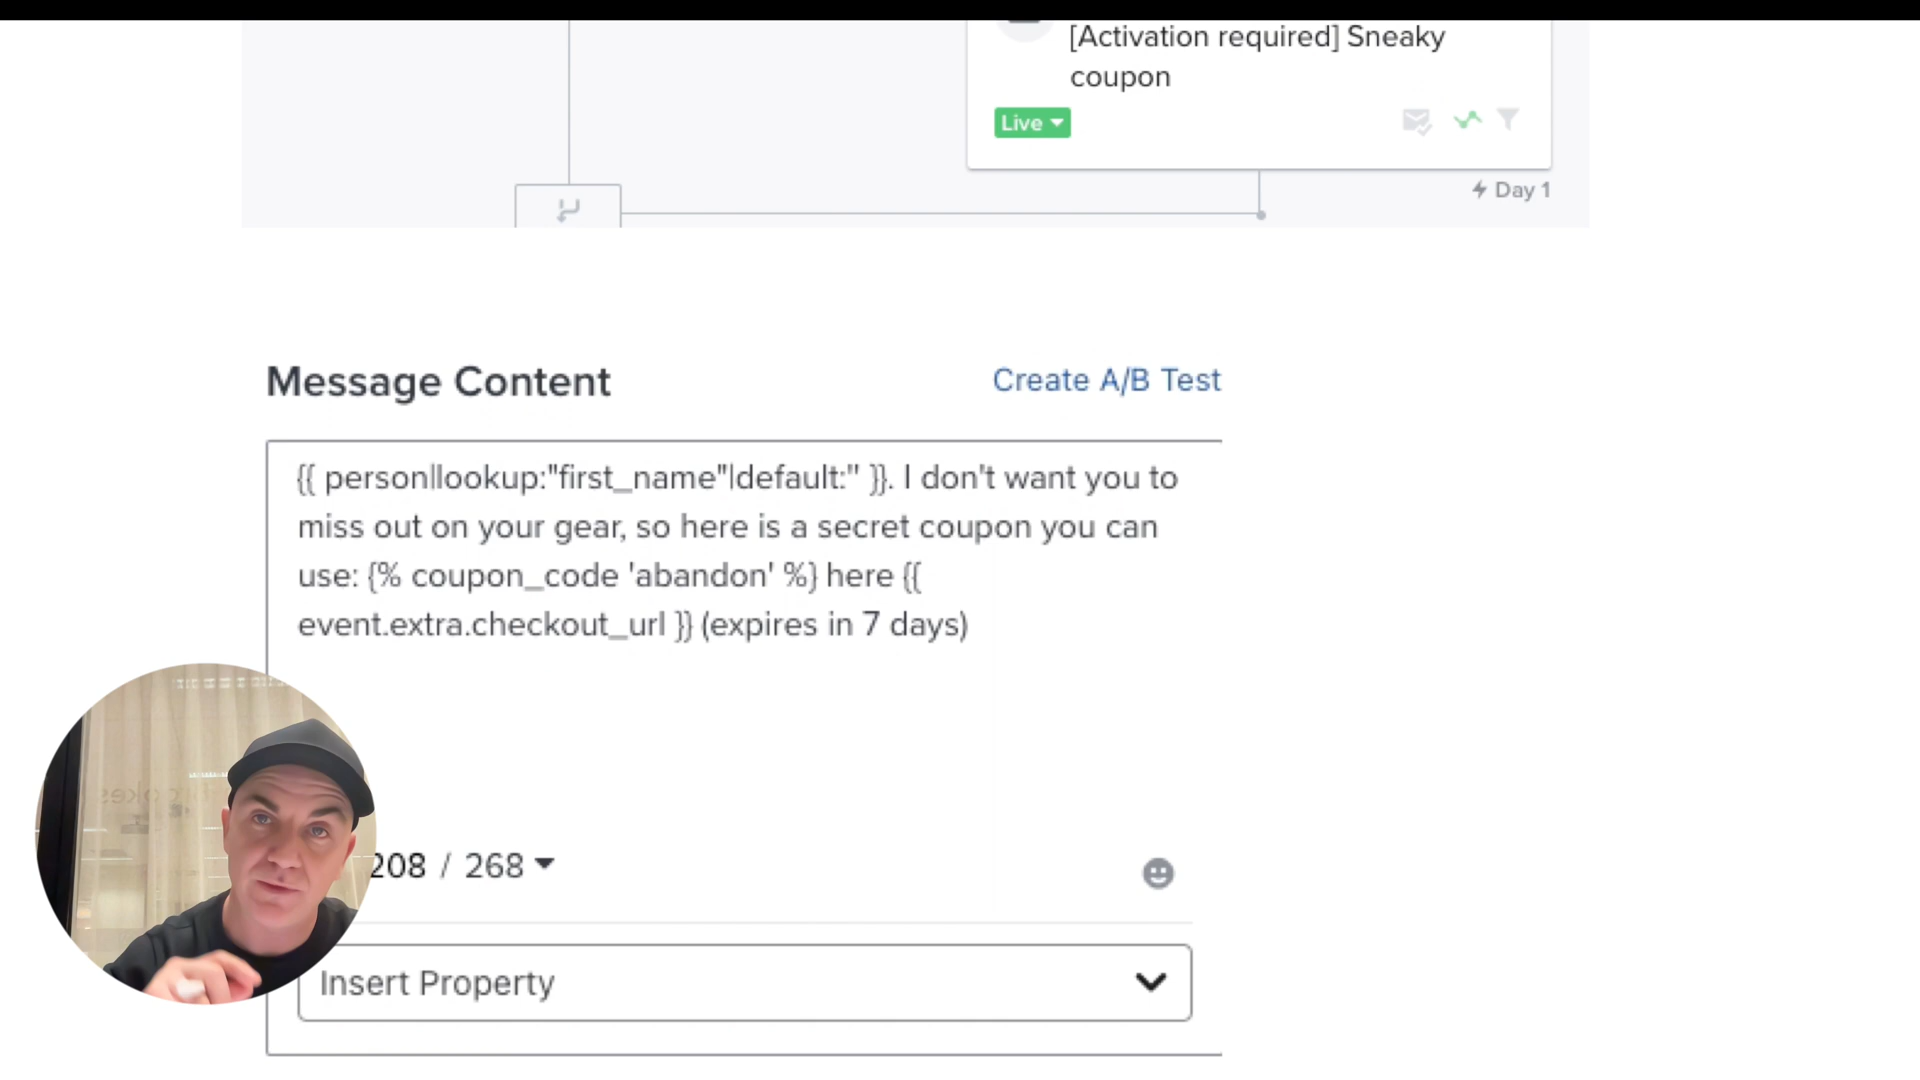 [Activation required] Sneaky
coupon
Live
Day 1
Message Content
Create A/B Test
{{ person|lookup:"first_name"|default:'' }}. I don't want you to
miss out on your gear, so here is a secret coupon you can
use: {% coupon_code 'abandon' %} here {{
event.extra.checkout_url }} (expires in 7 days)
208 / 268
Insert Property